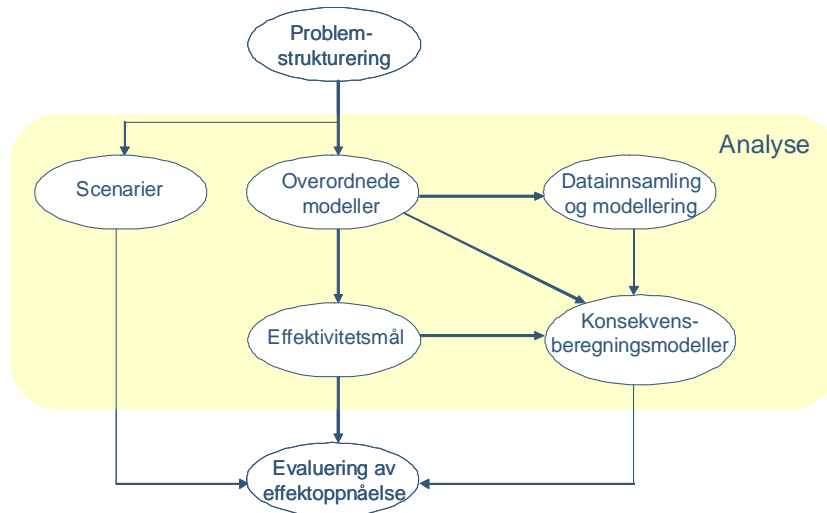 Problem-
strukturering
Analyse
Scenarier
Overordnede
modeller
Datainnsamling
og modellering
Effektivitetsmål
Konsekvens-
beregningsmodeller
Evaluering av
effektoppnåelse